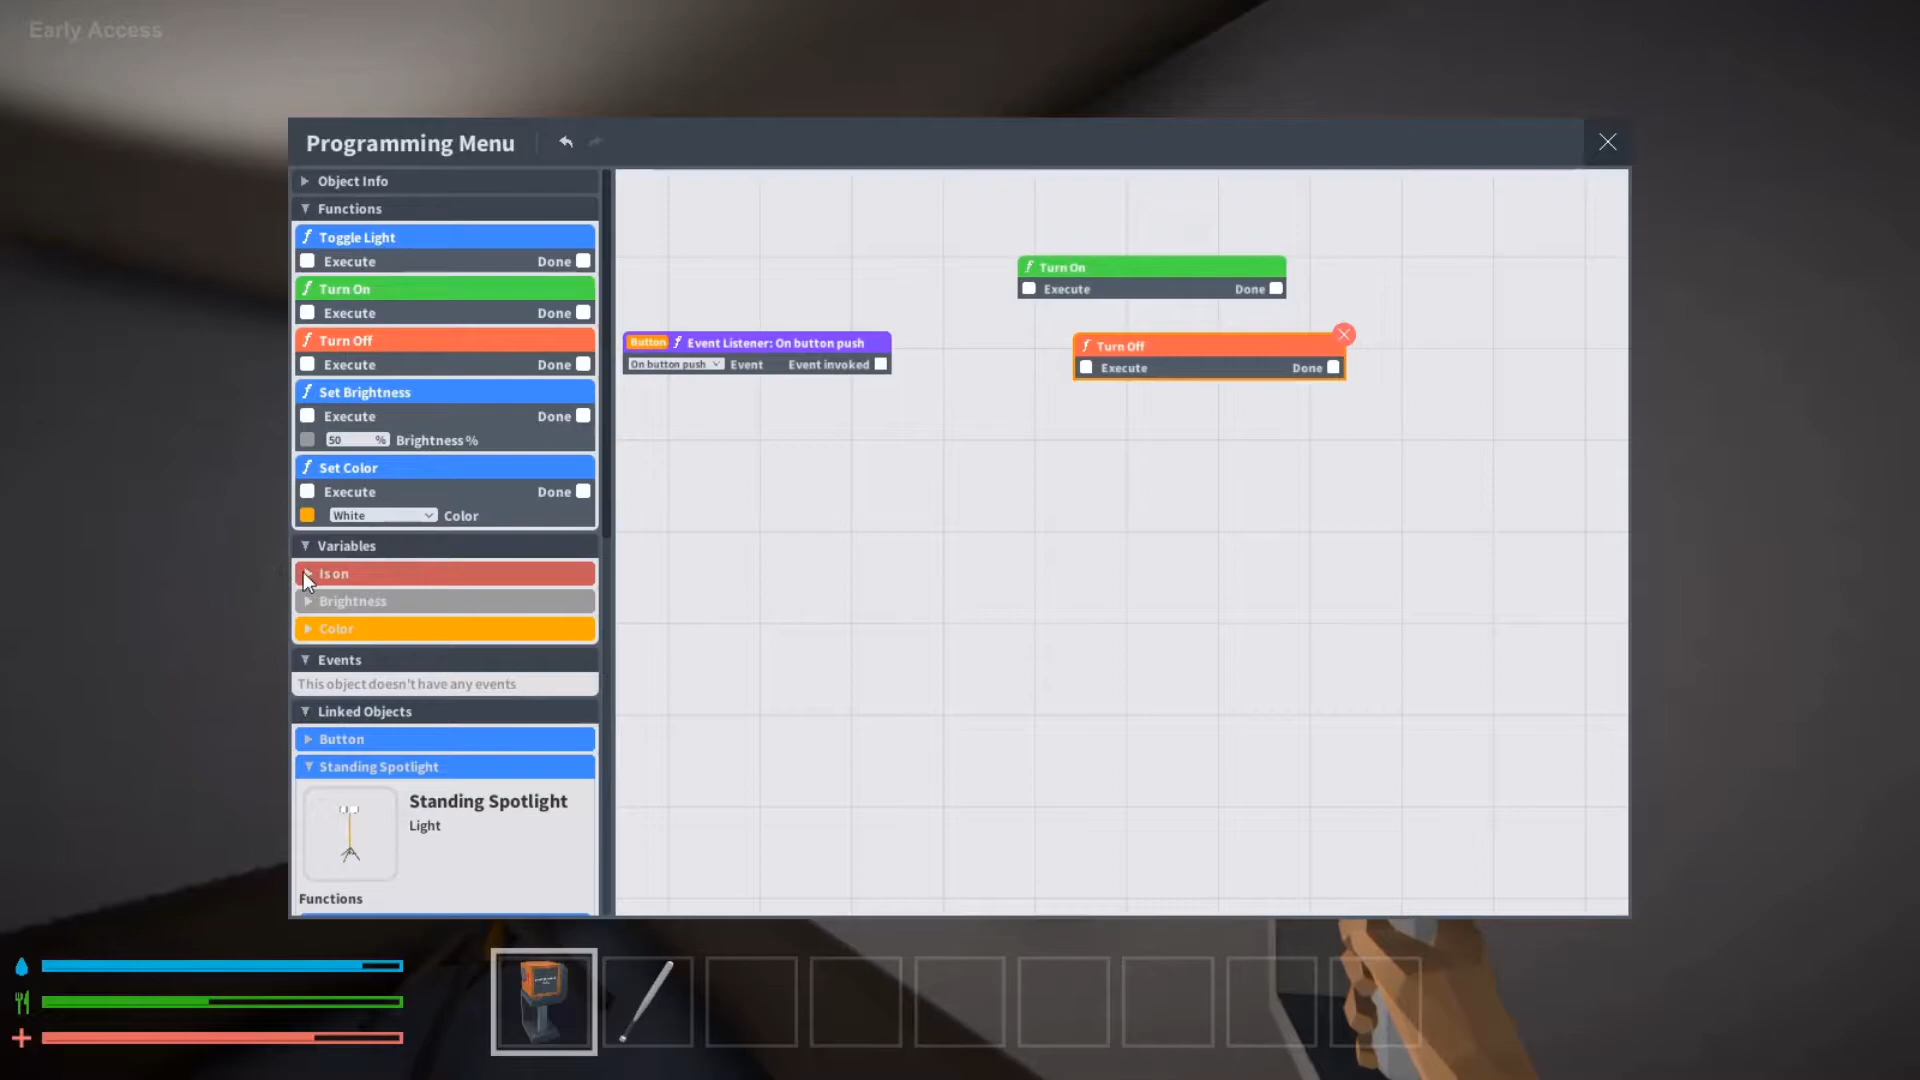 Early Access
Programming Menu
Object Info
Functions
f Toggle Light
Execute Done
f Turn On
Execute Done
f Turn Off
Execute Done
f Set Brightness
Execute Done
50 % Brightness %
f Set Color
Execute Done
White Color
Variables
Is on
Brightness
Color
Events
This object doesn't have any events
Linked Objects
Button
Standing Spotlight
Standing Spotlight
Light
Functions
f Turn On
Execute Done
Button f Event Listener: On button push
On button push Event Event invoked
f Turn Off
Execute Done